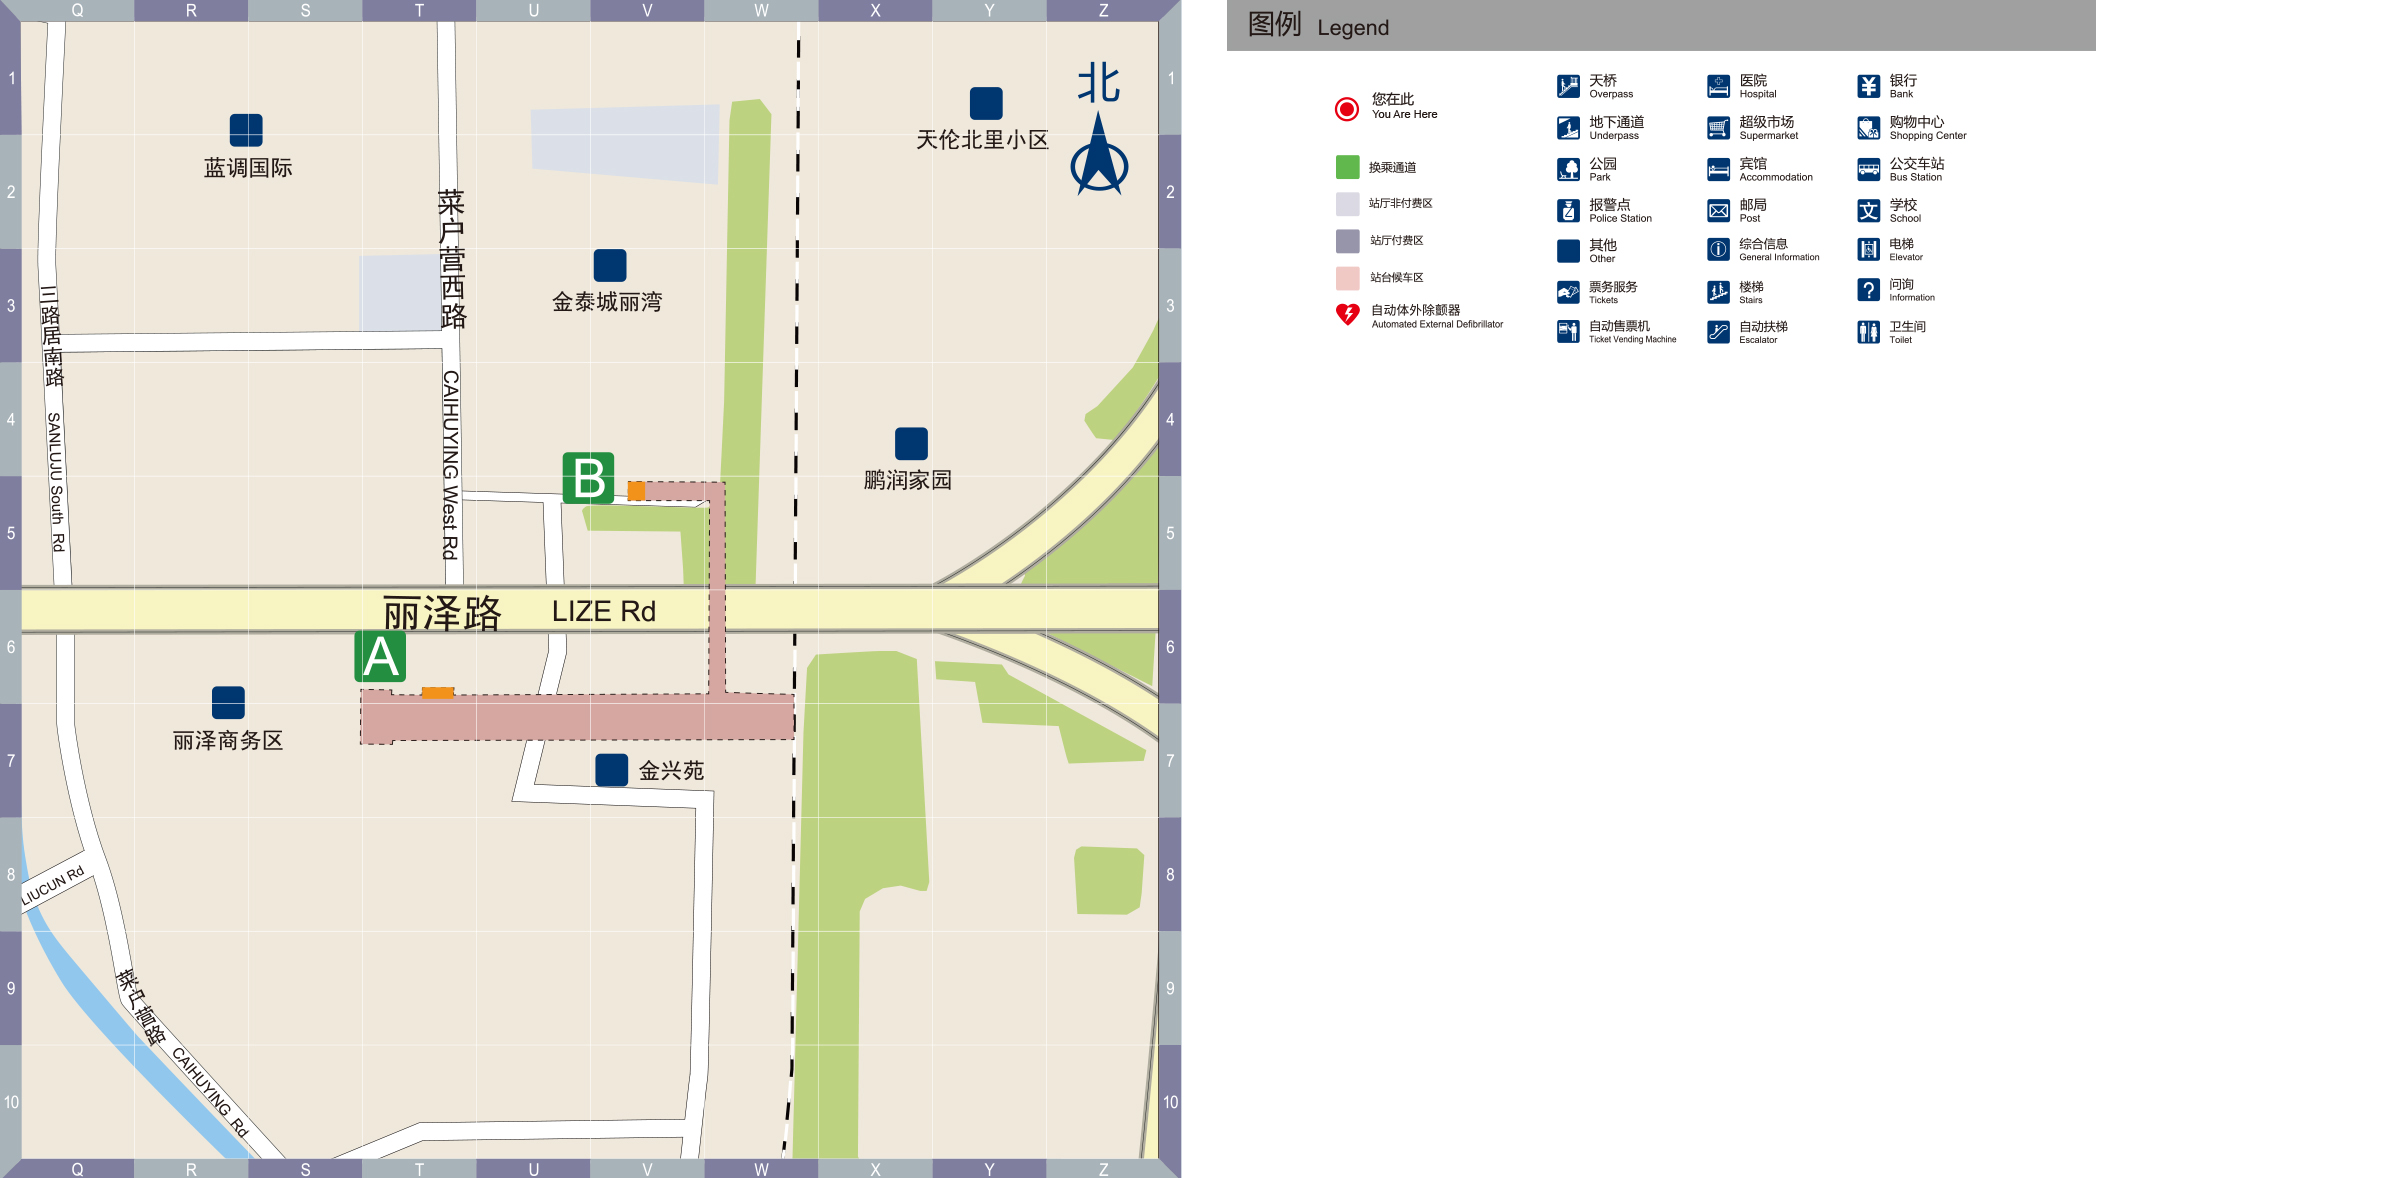 Q R S T U V W X Y Z
1 1
2 2
3 3
4 4
5 5
6 6
7 7
8 8
9 9
10 10
Q R S T U V W X Y Z
北
天伦北里小区
蓝调国际
菜户营西路
CAIHUYING West Rd
金泰城丽湾
三路居南路
SANLUJU South Rd
鹏润家园
B
丽泽路 LIZE Rd
A
丽泽商务区
金兴苑
LIUCUN Rd
菜户营路
CAIHUYING Rd
图例 Legend
您在此
You Are Here
换乘通道
站厅非付费区
站厅付费区
站台候车区
自动体外除颤器
Automated External Defibrillator
天桥
Overpass
地下通道
Underpass
公园
Park
报警点
Police Station
其他
Other
票务服务
Tickets
自动售票机
Ticket Vending Machine
医院
Hospital
超级市场
Supermarket
宾馆
Accommodation
邮局
Post
综合信息
General Information
楼梯
Stairs
自动扶梯
Escalator
银行
Bank
购物中心
Shopping Center
公交车站
Bus Station
文
学校
School
电梯
Elevator
?
问询
Information
卫生间
Toilet